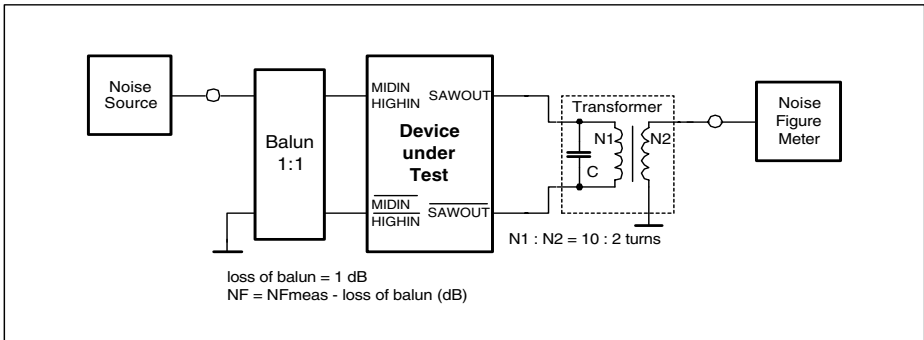 Noise
Source
Balun
1:1
MIDIN
HIGHIN
SAWOUT
Device
under
Test
MIDIN
HIGHIN
SAWOUT
Transformer
N1
N2
C
N1 : N2 = 10 : 2 turns
Noise
Figure
Meter
loss of balun = 1 dB
NF = NFmeas - loss of balun (dB)